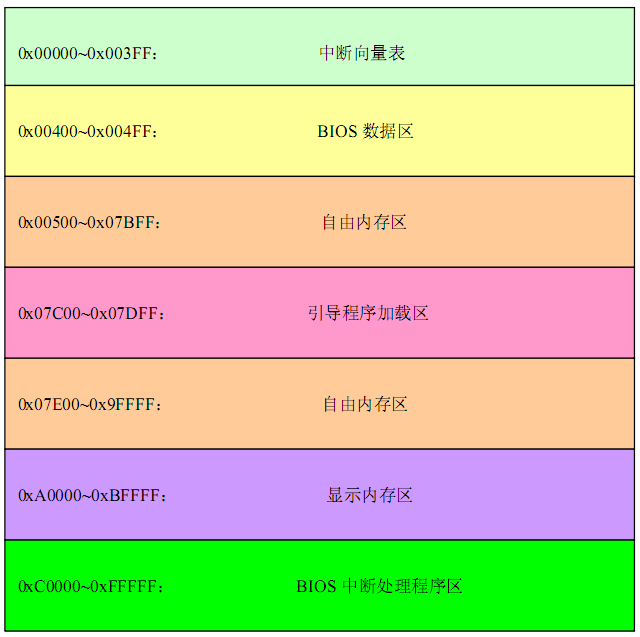 0x00000~0x003FF： 中断向量表
0x00400~0x004FF： BIOS 数据区
0x00500~0x07BFF： 自由内存区
0x07C00~0x07DFF： 引导程序加载区
0x07E00~0x9FFFF： 自由内存区
0xA0000~0xBFFFF： 显示内存区
0xC0000~0xFFFFF： BIOS 中断处理程序区